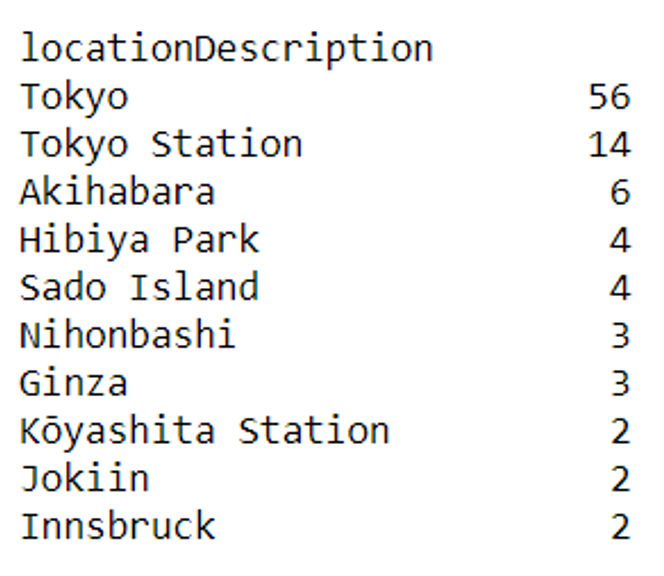 locationDescription
Tokyo 56
Tokyo Station 14
Akihabara 6
Hibiya Park 4
Sado Island 4
Nihonbashi 3
Ginza 3
Kōyashita Station 2
Jokiin 2
Innsbruck 2